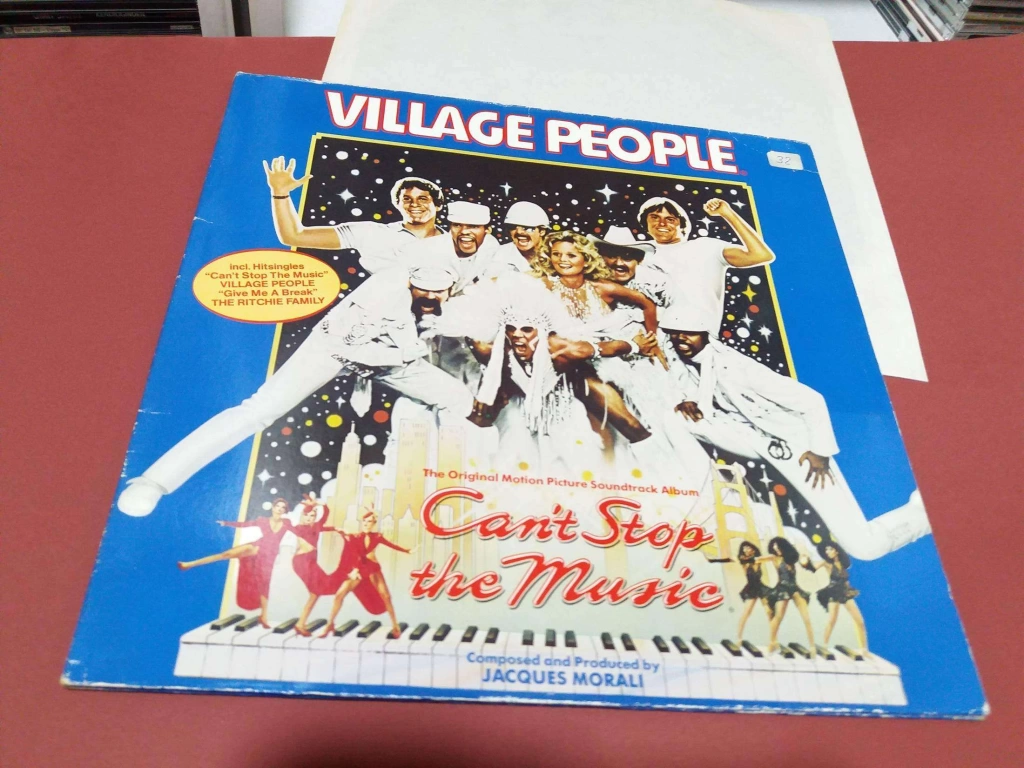 VILLAGE PEOPLE
32
incl. Hitsingles
"Can't Stop The Music"
VILLAGE PEOPLE
"Give Me A Break"
THE RITCHIE FAMILY
The Original Motion Picture Soundtrack Album
Can't Stop
the Music
Composed and Produced by
JACQUES MORALI